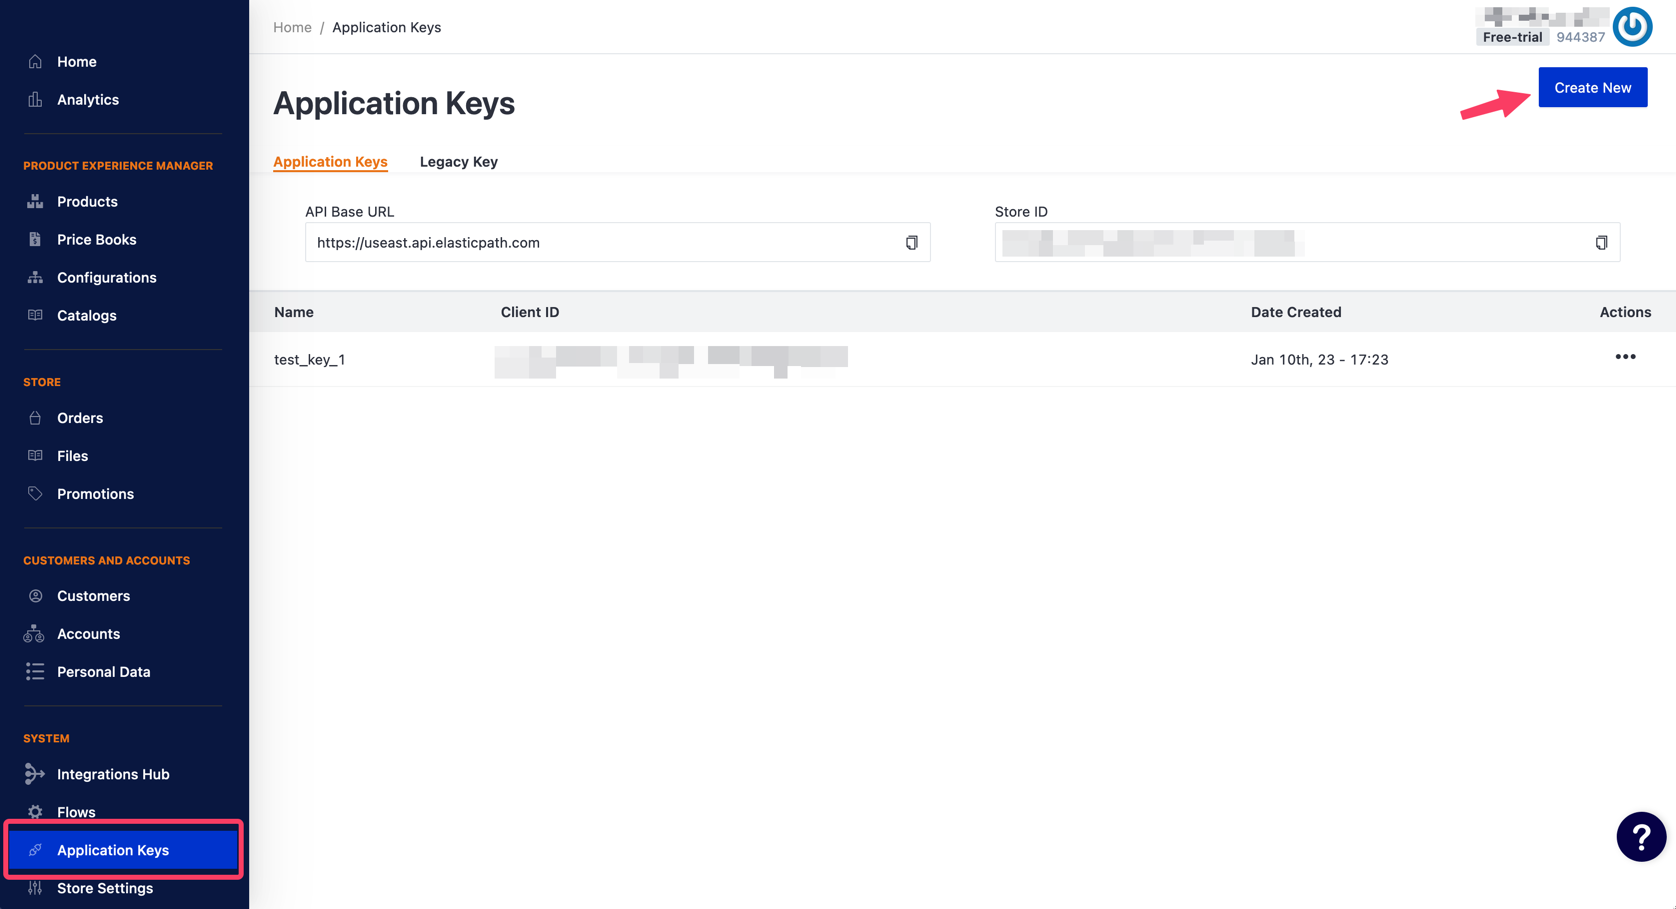 Home
Analytics
PRODUCT EXPERIENCE MANAGER
Products
Price Books
Configurations
Catalogs
STORE
Orders
Files
Promotions
CUSTOMERS AND ACCOUNTS
Customers
Accounts
Personal Data
SYSTEM
Integrations Hub
Flows
Application Keys
Store Settings
Home / Application Keys
Free-trial 944387
Application Keys
Create New
Application Keys Legacy Key
API Base URL Store ID
https://useast.api.elasticpath.com
Name Client ID Date Created Actions
test_key_1 Jan 10th, 23 - 17:23
?